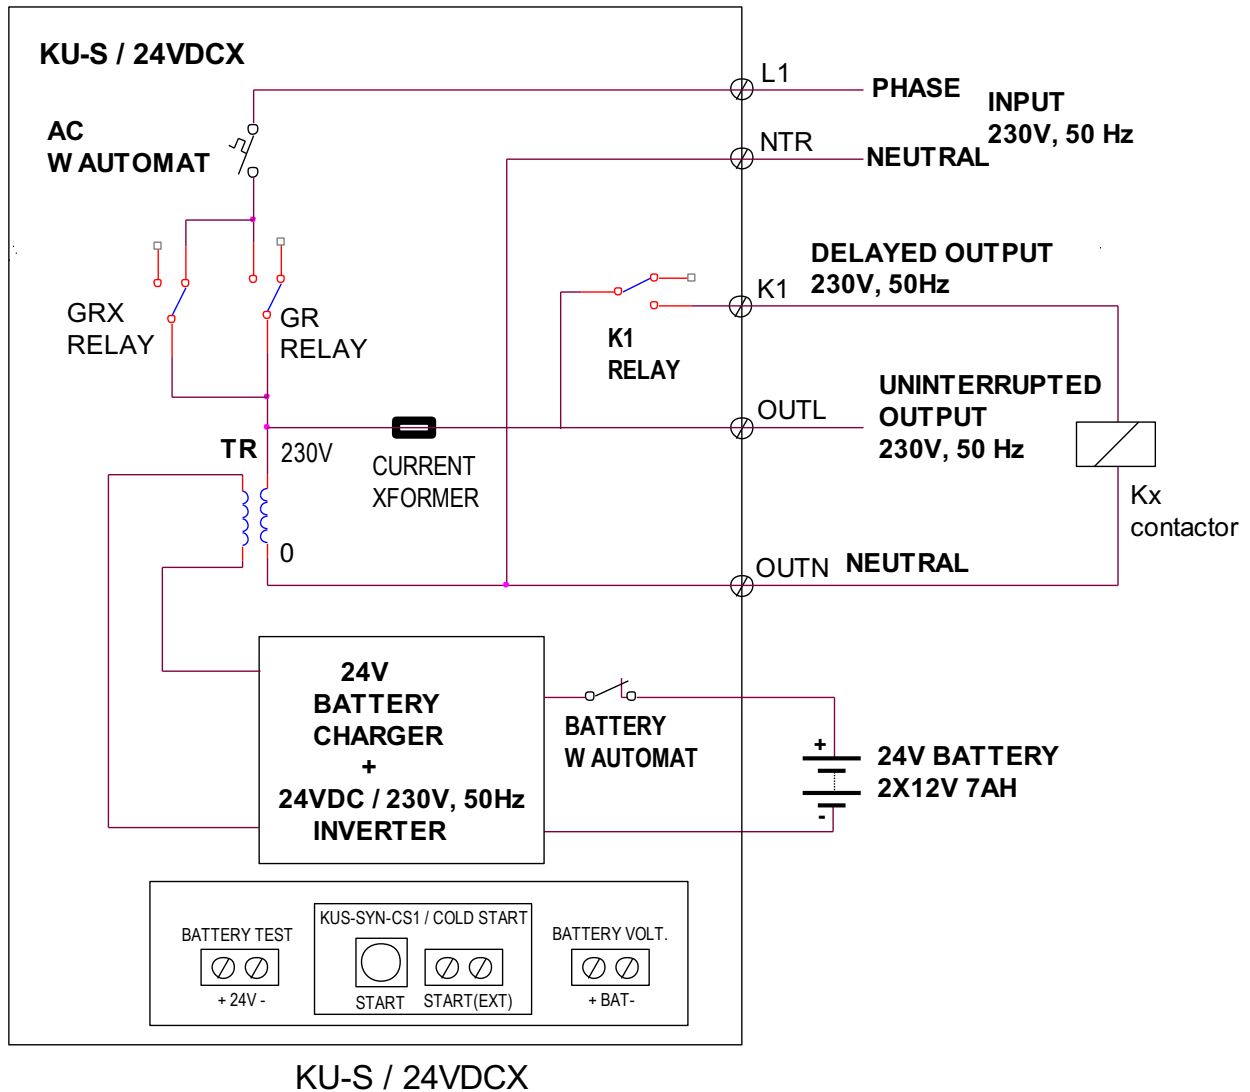 KU-S / 24VDCX
L1
PHASE
INPUT
230V, 50 Hz
AC
W AUTOMAT
NTR
NEUTRAL
DELAYED OUTPUT
230V, 50Hz
K1
GRX
RELAY
GR
RELAY
K1
RELAY
UNINTERRUPTED
OUTPUT
230V, 50 Hz
OUTL
TR
230V
CURRENT
XFORMER
Kx
contactor
0
OUTN
NEUTRAL
24V
BATTERY
CHARGER
+
24VDC / 230V, 50Hz
INVERTER
BATTERY
W AUTOMAT
+
-
24V BATTERY
2X12V 7AH
BATTERY TEST
+ 24V -
KUS-SYN-CS1 / COLD START
START
START(EXT)
BATTERY VOLT.
+ BAT-
KU-S / 24VDCX